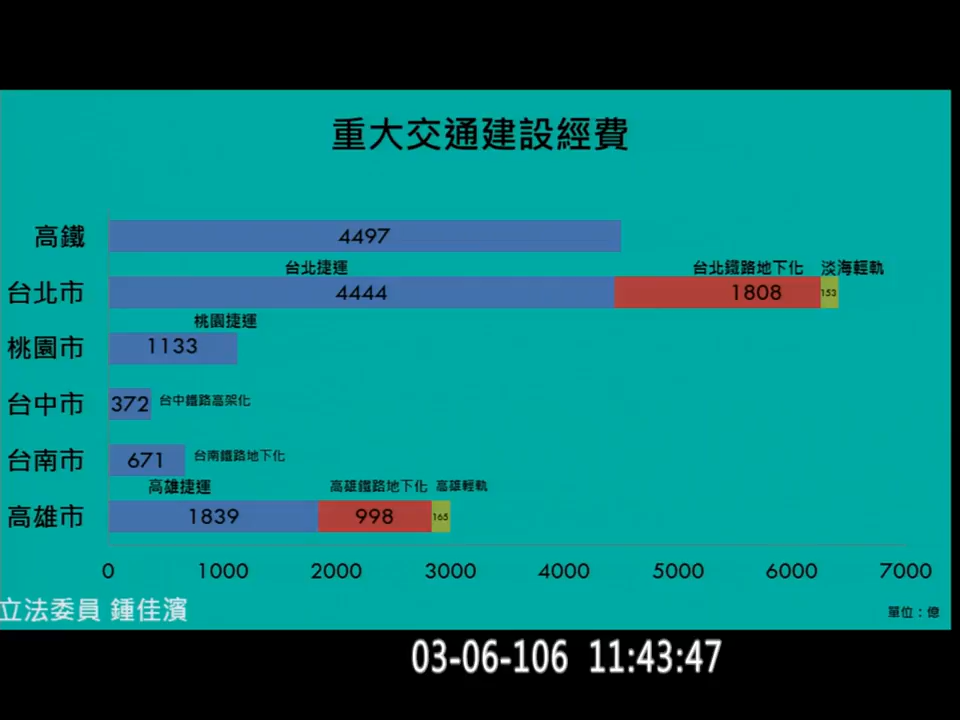 重大交通建設經費
高鐵
4497
台北捷運 台北鐵路地下化 淡海輕軌
台北市
4444 1808 153
桃園捷運
桃園市
1133
台中市
372 台中鐵路高架化
台南市
671 台南鐵路地下化
高雄捷運 高雄鐵路地下化 高雄輕軌
高雄市
1839 998 165
0 1000 2000 3000 4000 5000 6000 7000
立法委員 鍾佳濱
單位：億
03-06-106 11:43:47